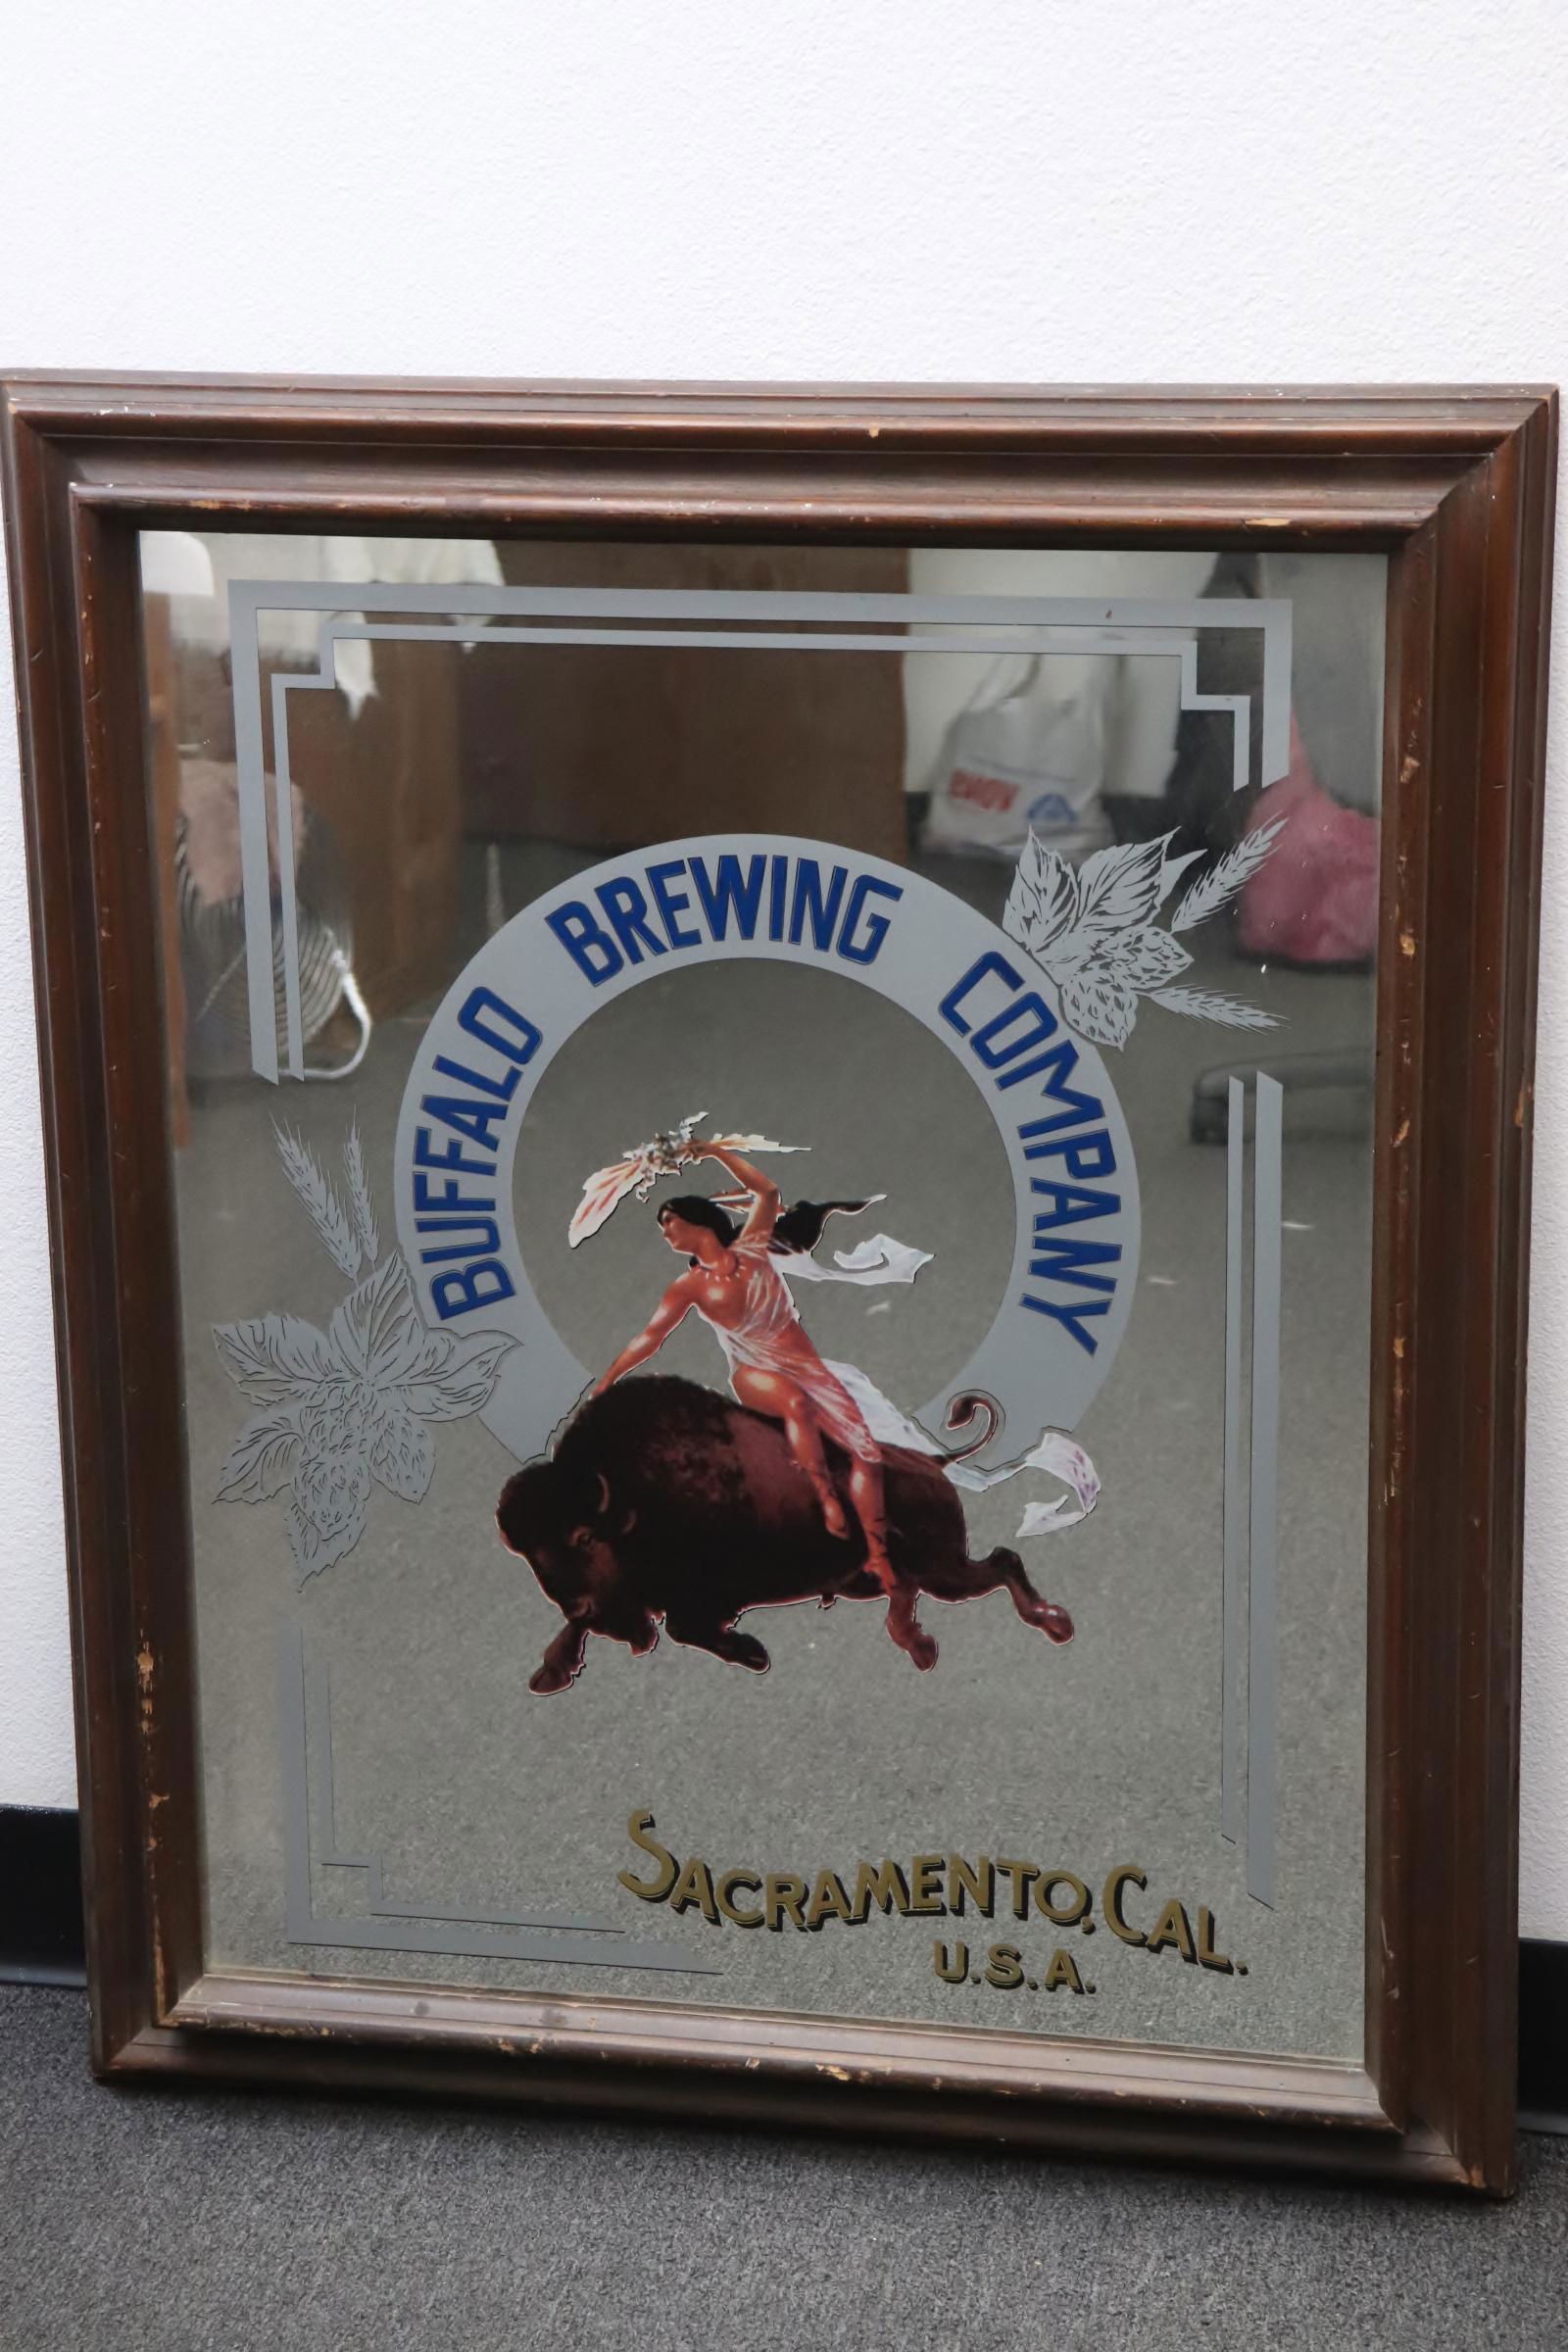 BUFFALO BREWING COMPANY
SACRAMENTO, CAL.
U.S.A.